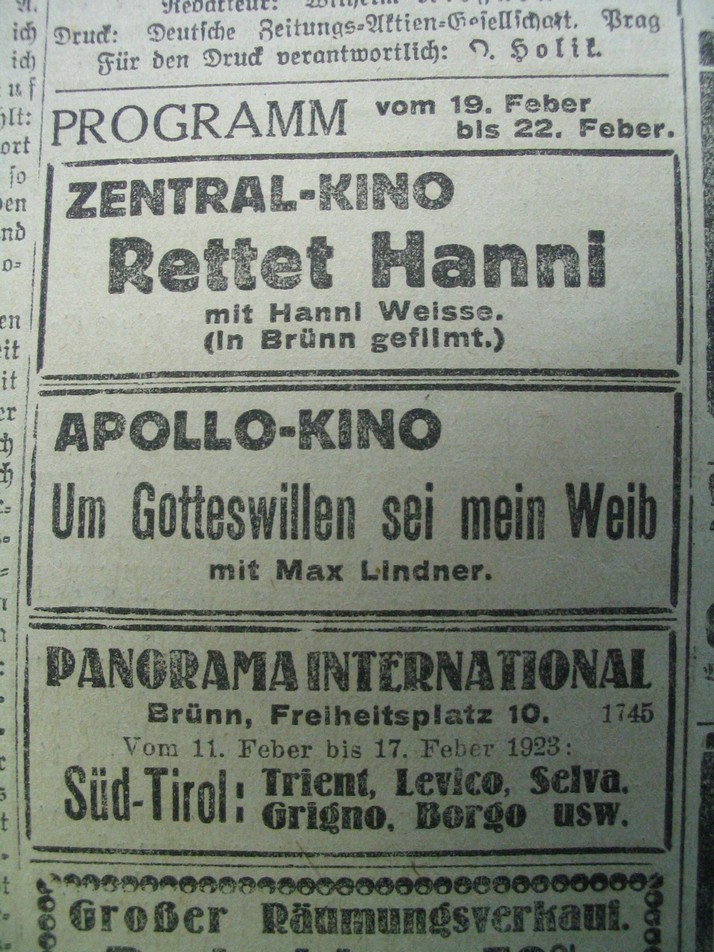 Druck: Deutsche Zeitungs-Aktien-Gesellschaft. Prag
Für den Druck verantwortlich: O. Holik.
PROGRAMM vom 19. Feber
bis 22. Feber.
ZENTRAL-KINO
Rettet Hanni
mit Hanni Weisse.
(In Brünn gefilmt.)
APOLLO-KINO
Um Gotteswillen sei mein Weib
mit Max Lindner.
PANORAMA INTERNATIONAL
Brünn, Freiheitsplatz 10. 1745
Vom 11. Feber bis 17. Feber 1923:
Süd-Tirol: Trient, Levico, Selva.
Grigno, Borgo usw.
Großer Räumungsverkauf.